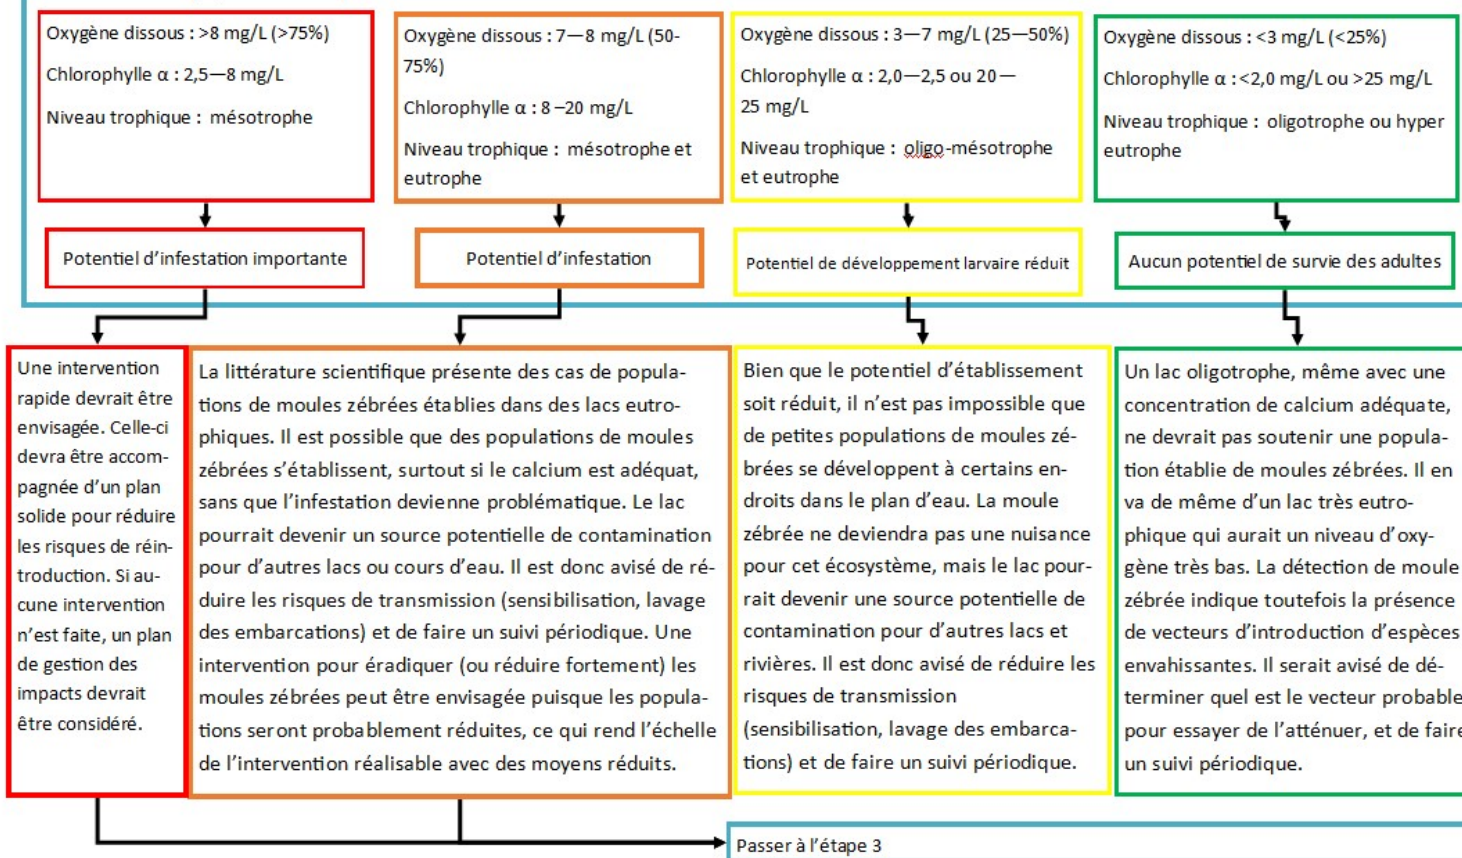 Oxygène dissous : >8 mg/L (>75%)
Chlorophylle α : 2,5—8 mg/L
Niveau trophique : mésotrophe
Oxygène dissous : 7—8 mg/L (50-
75%)
Chlorophylle α : 8 –20 mg/L
Niveau trophique : mésotrophe et
eutrophe
Oxygène dissous : 3—7 mg/L (25—50%)
Chlorophylle α : 2,0—2,5 ou 20 —
25 mg/L
Niveau trophique : oligo-mésotrophe
et eutrophe
Oxygène dissous : <3 mg/L (<25%)
Chlorophylle α : <2,0 mg/L ou >25 mg/L
Niveau trophique : oligotrophe ou hyper
eutrophe
Potentiel d’infestation importante
Potentiel d’infestation
Potentiel de développement larvaire réduit
Aucun potentiel de survie des adultes
Une intervention
rapide devrait être
envisagée. Celle-ci
devra être accom-
pagnée d’un plan
solide pour réduire
les risques de réin-
troduction. Si au-
cune intervention
n’est faite, un plan
de gestion des
impacts devrait
être considéré.
La littérature scientifique présente des cas de popula-
tions de moules zébrées établies dans des lacs eutro-
phiques. Il est possible que des populations de moules
zébrées s’établissent, surtout si le calcium est adéquat,
sans que l’infestation devienne problématique. Le lac
pourrait devenir un source potentielle de contamination
pour d’autres lacs ou cours d’eau. Il est donc avisé de ré-
duire les risques de transmission (sensibilisation, lavage
des embarcations) et de faire un suivi périodique. Une
intervention pour éradiquer (ou réduire fortement) les
moules zébrées peut être envisagée puisque les popula-
tions seront probablement réduites, ce qui rend l’échelle
de l’intervention réalisable avec des moyens réduits.
Bien que le potentiel d’établissement
soit réduit, il n’est pas impossible que
de petites populations de moules zé-
brées se développent à certains en-
droits dans le plan d’eau. La moule
zébrée ne deviendra pas une nuisance
pour cet écosystème, mais le lac pour-
rait devenir une source potentielle de
contamination pour d’autres lacs et
rivières. Il est donc avisé de réduire les
risques de transmission
(sensibilisation, lavage des embarca-
tions) et de faire un suivi périodique.
Un lac oligotrophe, même avec une
concentration de calcium adéquate,
ne devrait pas soutenir une popula-
tion établie de moules zébrées. Il en
va de même d’un lac très eutro-
phique qui aurait un niveau d’oxy-
gène très bas. La détection de moule
zébrée indique toutefois la présence
de vecteurs d’introduction d’espèces
envahissantes. Il serait avisé de dé-
terminer quel est le vecteur probable
pour essayer de l’atténuer, et de faire
un suivi périodique.
Passer à l’étape 3